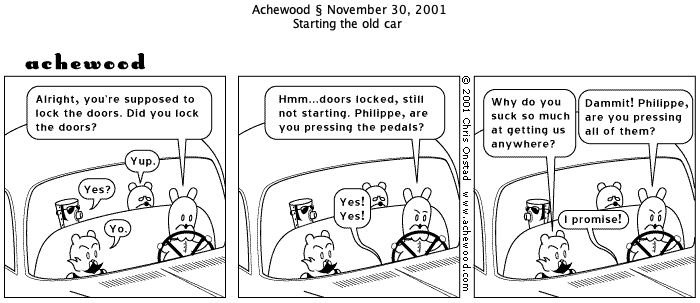 Achewood § November 30, 2001
Starting the old car
achewood
Alright, you're supposed to
lock the doors. Did you lock
the doors?
Yup.
Yes?
Yo.
Hmm...doors locked, still
not starting. Philippe, are
you pressing the pedals?
Yes!
Yes!
© 2001 Chris Onstad www.achewood.com
Why do you
suck so much
at getting us
anywhere?
Dammit! Philippe,
are you pressing
all of them?
I promise!